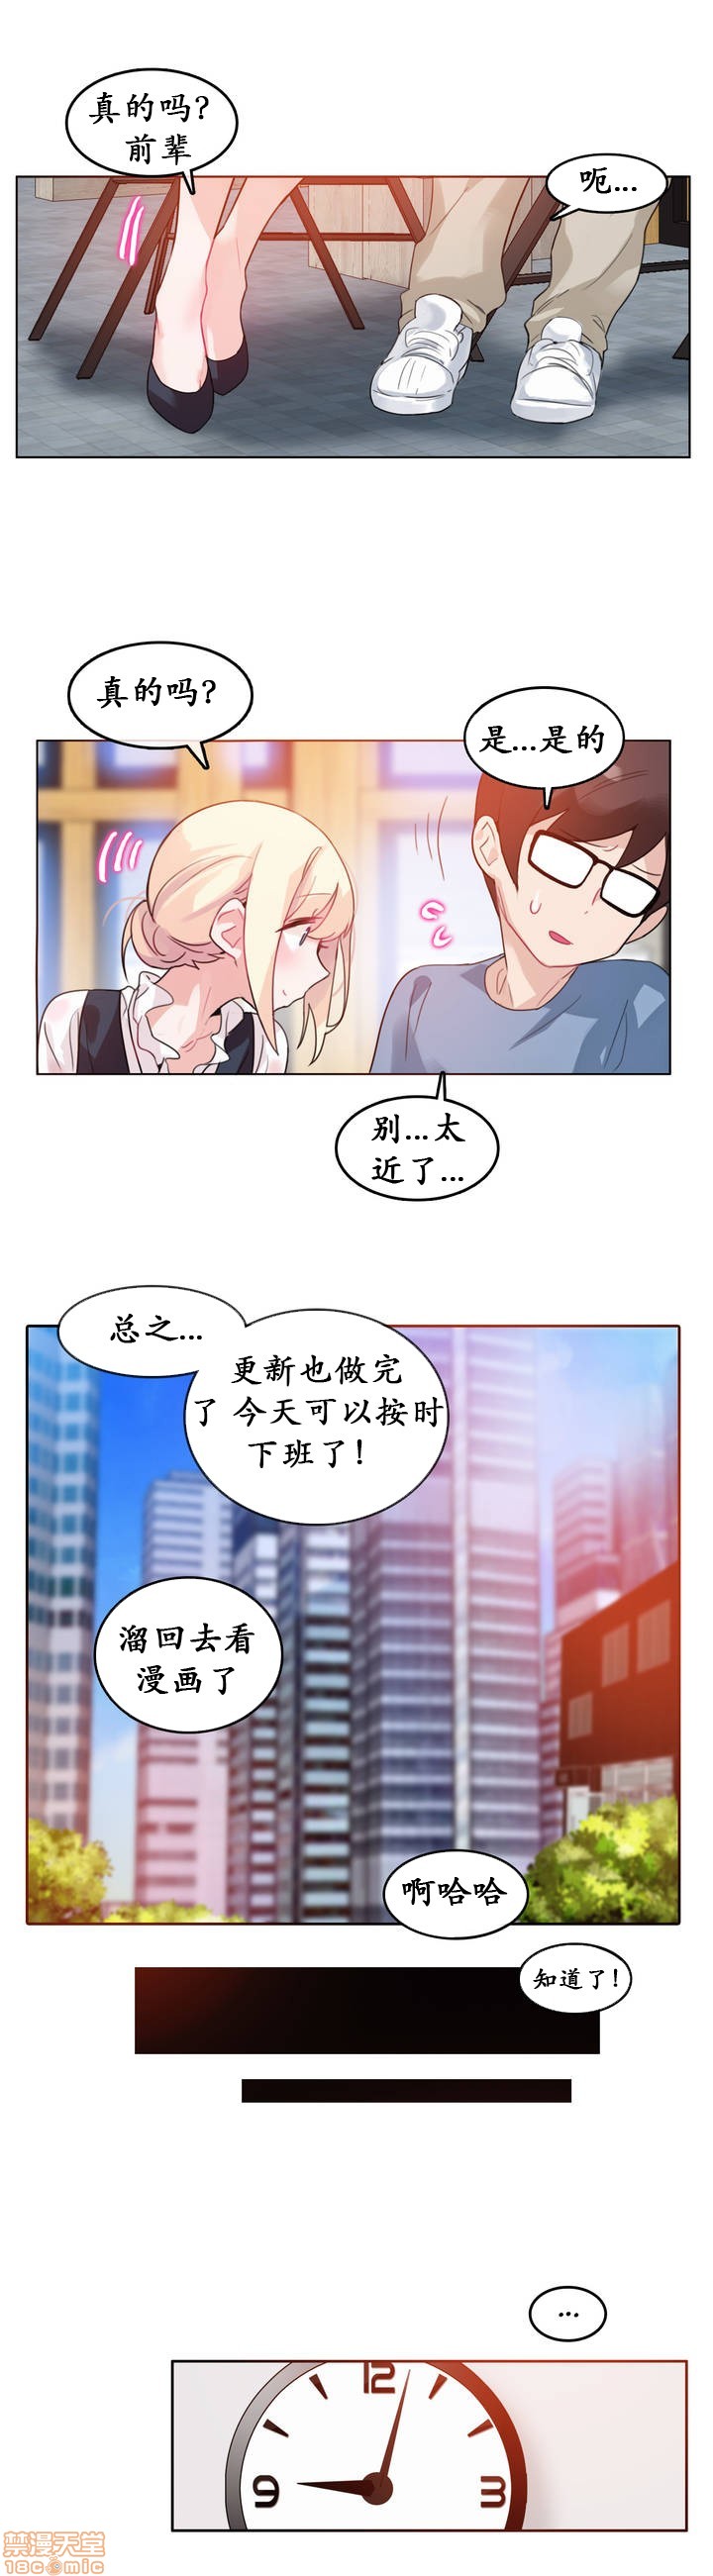 真的吗?
前辈
呃...
真的吗?
是...是的
别...太
近了...
总之...
更新也做完
了 今天可以按时
下班了!
溜回去看
漫画了
啊哈哈
知道了!
...
12
9
3
禁漫天堂
18comic